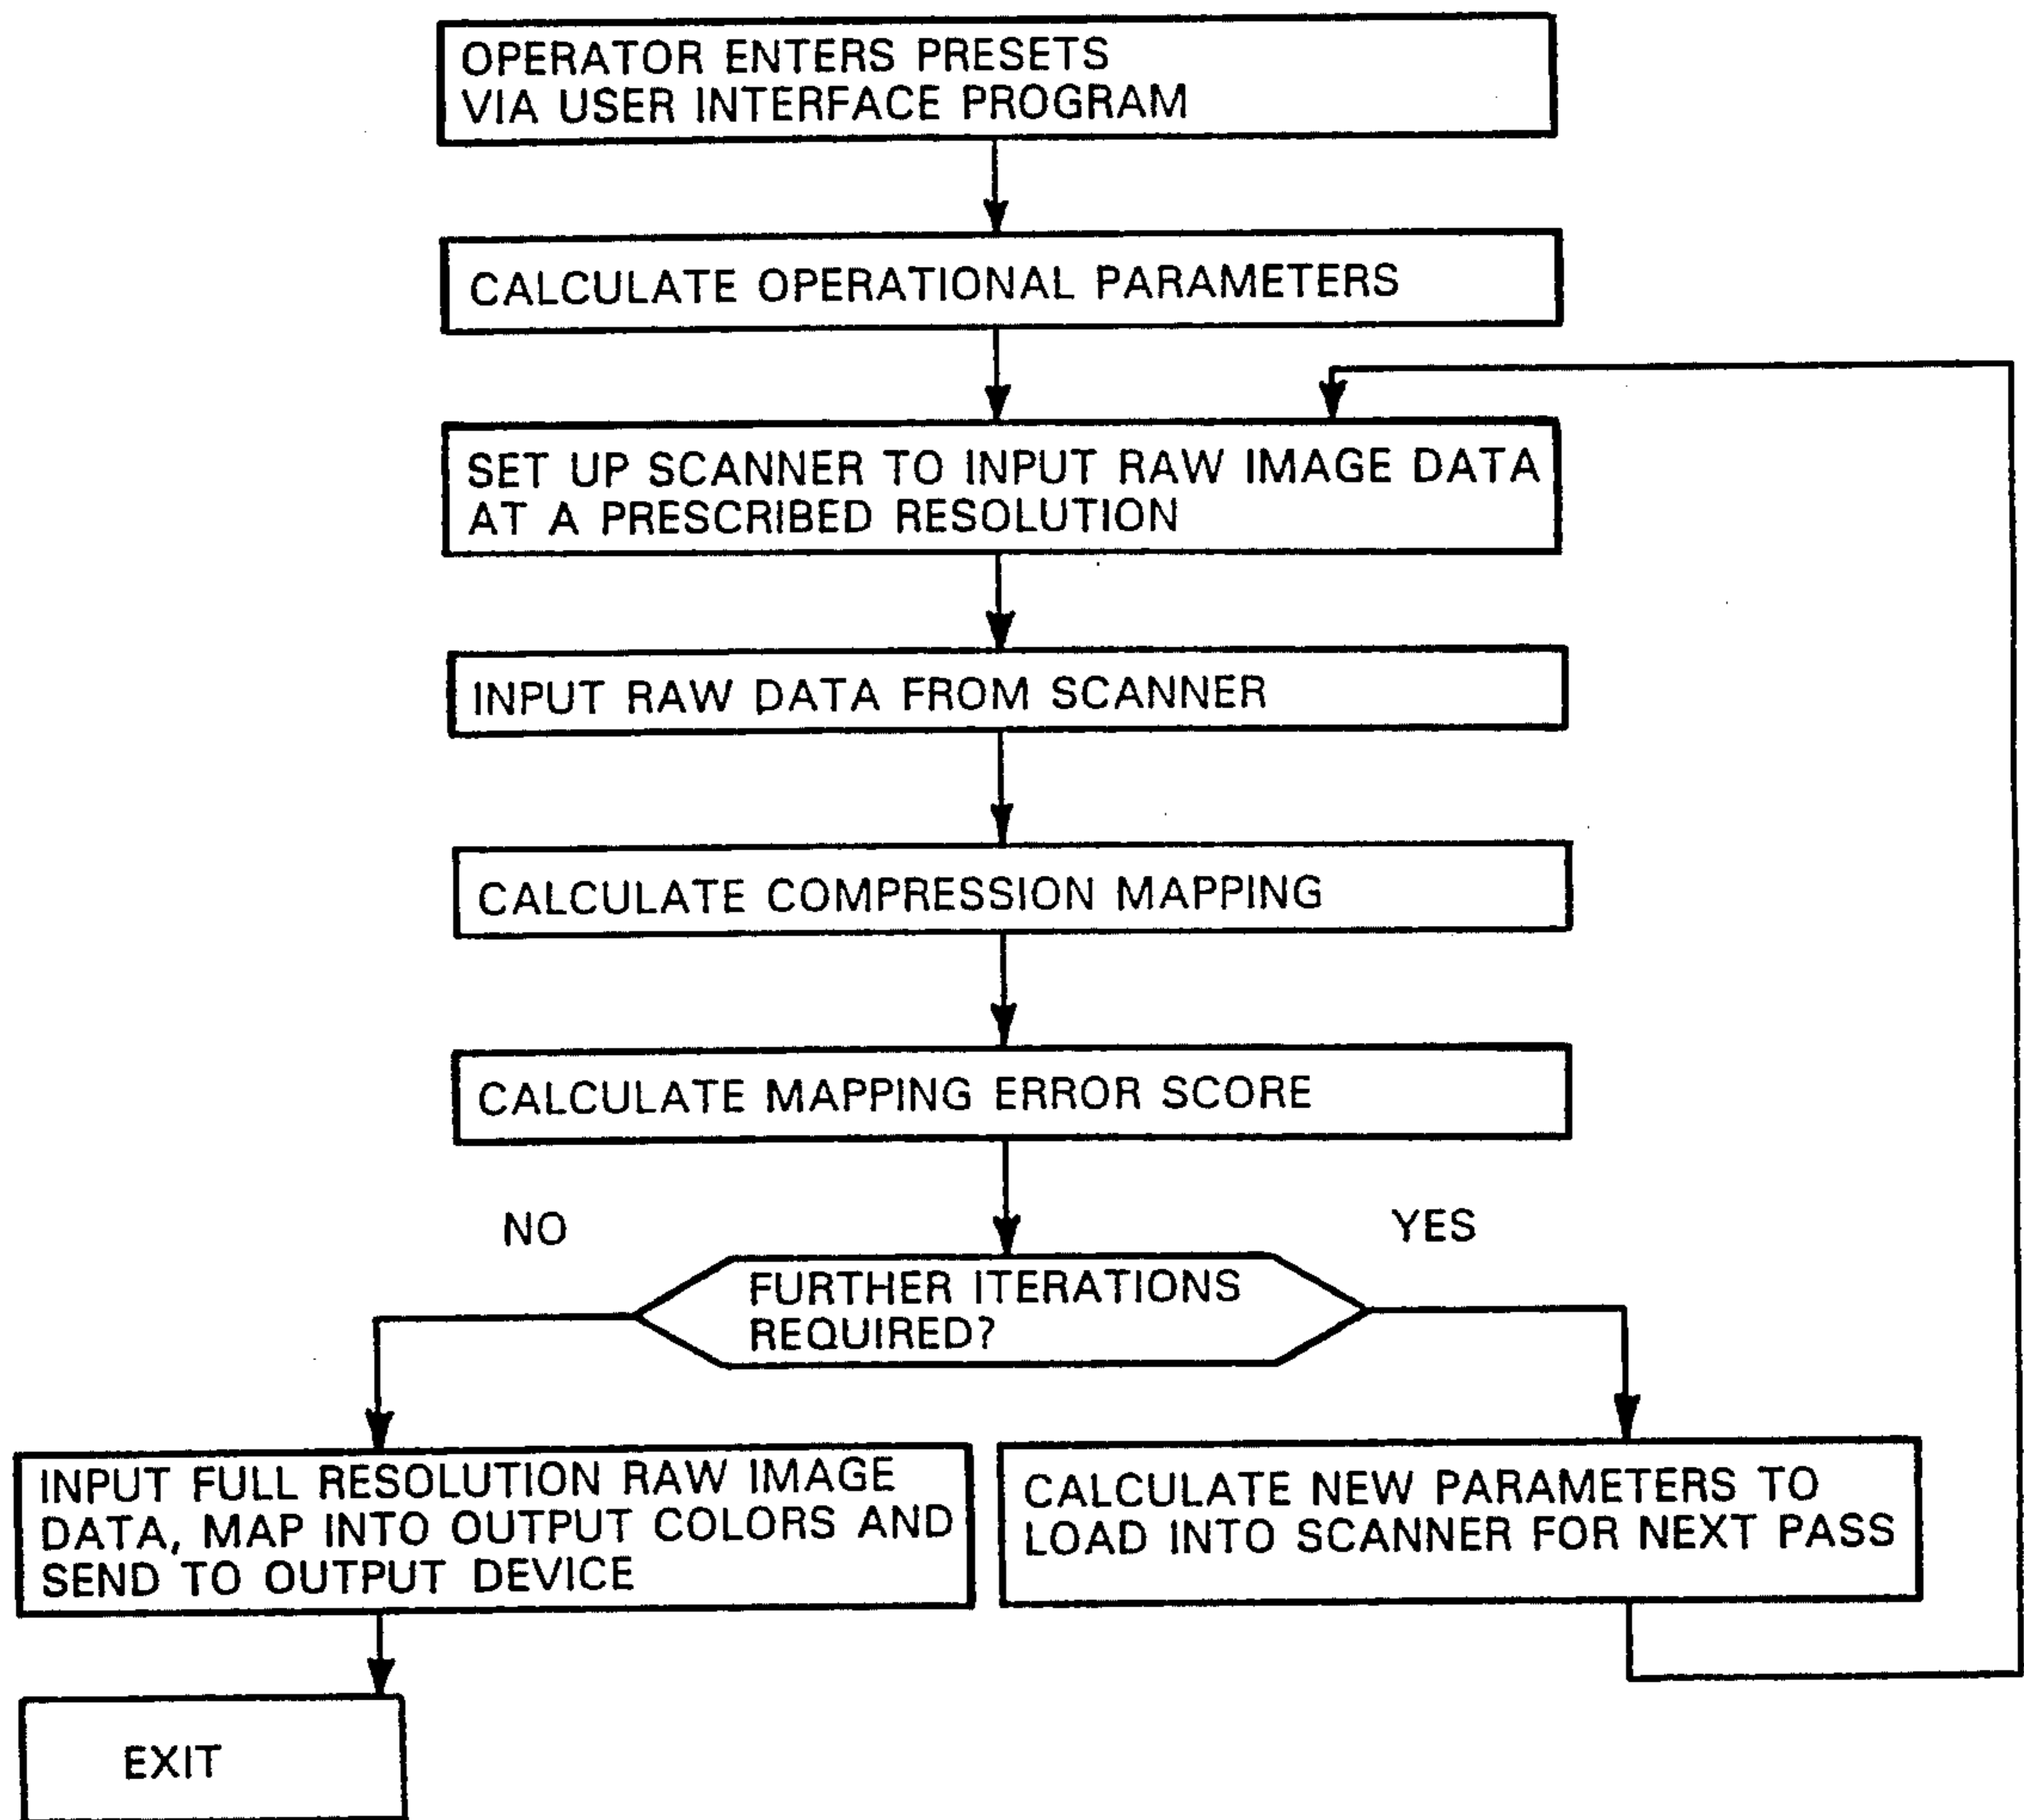 OPERATOR ENTERS PRESETS
VIA USER INTERFACE PROGRAM
CALCULATE OPERATIONAL PARAMETERS
SET UP SCANNER TO INPUT RAW IMAGE DATA
AT A PRESCRIBED RESOLUTION
INPUT RAW DATA FROM SCANNER
CALCULATE COMPRESSION MAPPING
CALCULATE MAPPING ERROR SCORE
NO
YES
FURTHER ITERATIONS
REQUIRED?
INPUT FULL RESOLUTION RAW IMAGE
DATA, MAP INTO OUTPUT COLORS AND
SEND TO OUTPUT DEVICE
CALCULATE NEW PARAMETERS TO
LOAD INTO SCANNER FOR NEXT PASS
EXIT